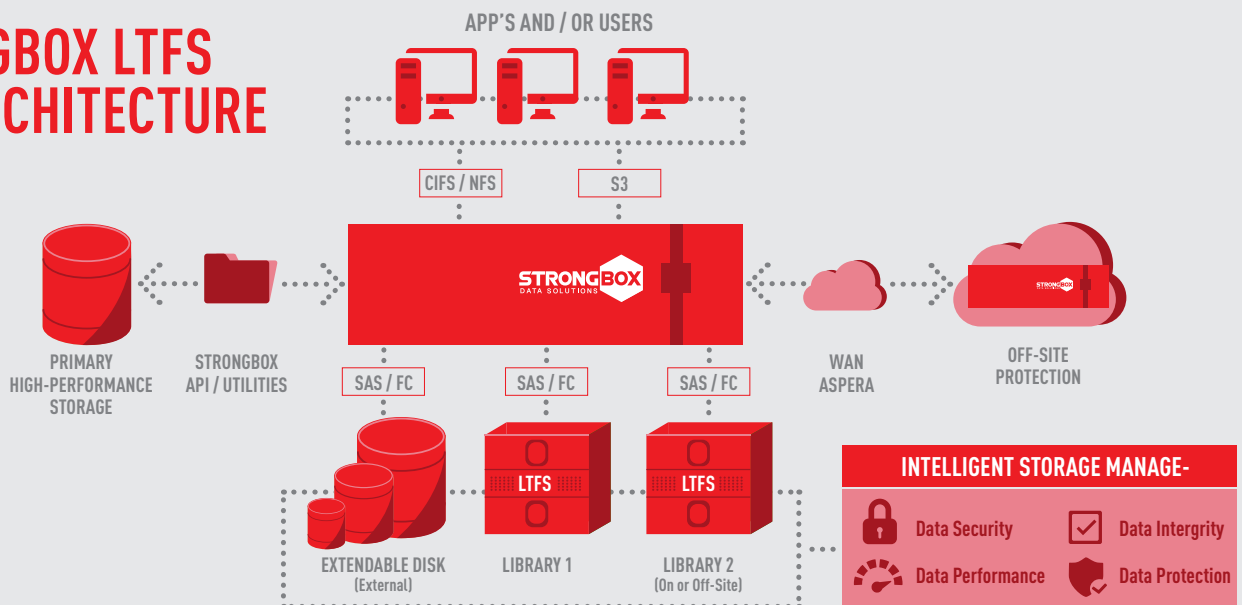 GBOX LTFS
CHITECTURE
APP'S AND / OR USERS
CIFS / NFS
S3
STRONGBOX
DATA SOLUTIONS
STRONGBOX
PRIMARY
HIGH-PERFORMANCE
STORAGE
STRONGBOX
API / UTILITIES
WAN
ASPERA
OFF-SITE
PROTECTION
SAS / FC
SAS / FC
SAS / FC
LTFS
LTFS
EXTENDABLE DISK
(External)
LIBRARY 1
LIBRARY 2
(On or Off-Site)
INTELLIGENT STORAGE MANAGE-
Data Security
Data Intergrity
Data Performance
Data Protection